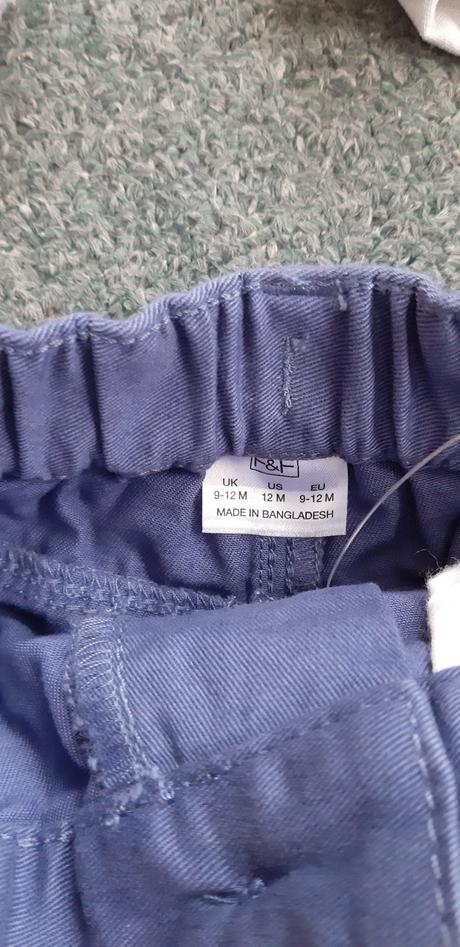 F&F
UK US EU
9-12 M 12 M 9-12 M
MADE IN BANGLADESH